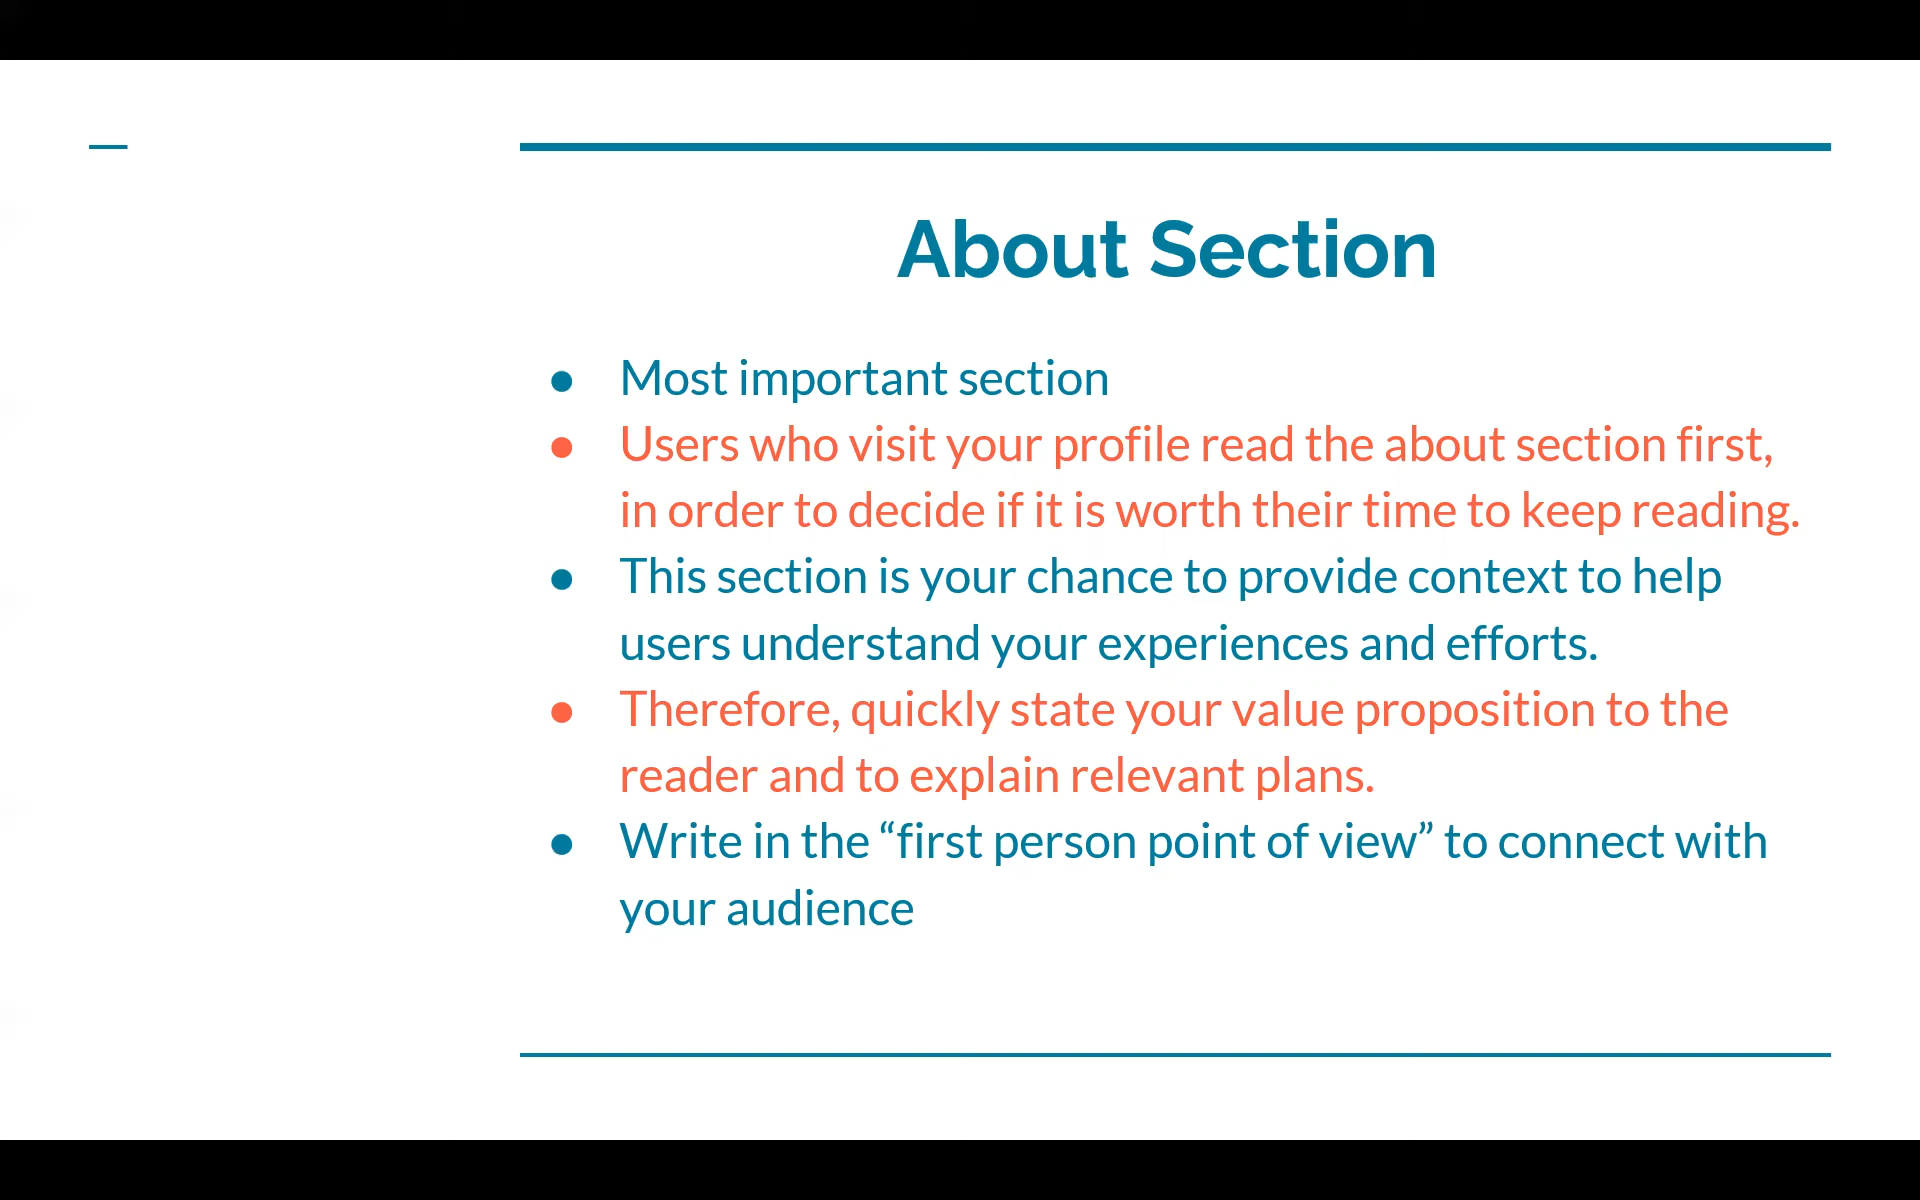 About Section
● Most important section
● Users who visit your profile read the about section first,
in order to decide if it is worth their time to keep reading.
● This section is your chance to provide context to help
users understand your experiences and efforts.
● Therefore, quickly state your value proposition to the
reader and to explain relevant plans.
● Write in the “first person point of view” to connect with
your audience